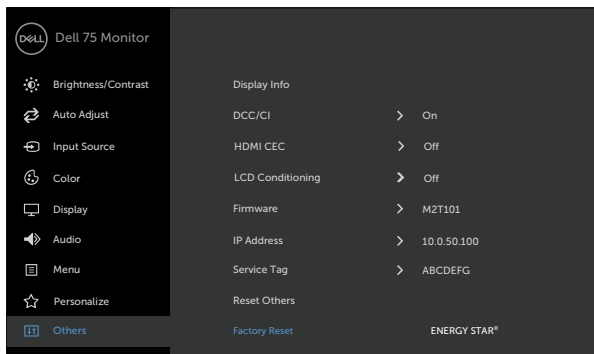 DELL Dell 75 Monitor
Brightness/Contrast Display Info
Auto Adjust DCC/CI > On
Input Source HDMI CEC > Off
Color LCD Conditioning > Off
Display Firmware > M2T101
Audio IP Address > 10.0.50.100
Menu Service Tag > ABCDEFG
Personalize Reset Others
Others Factory Reset ENERGY STAR®